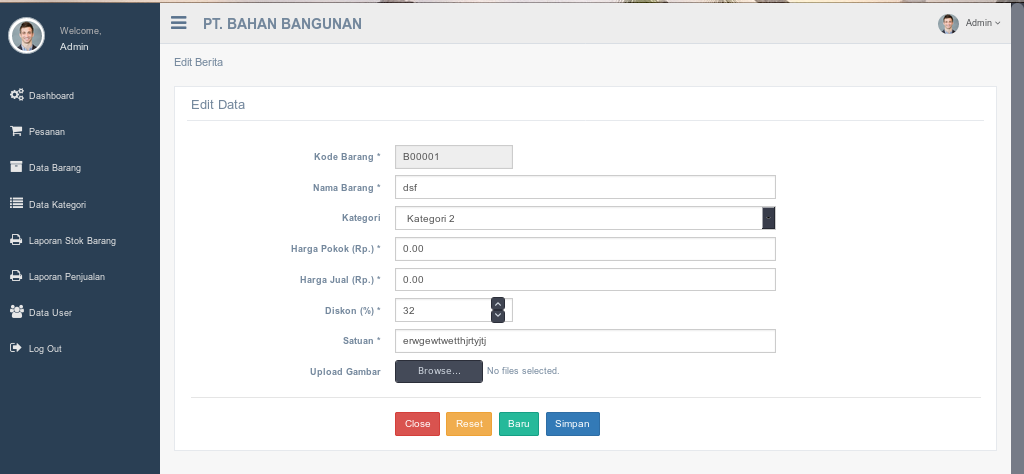 Welcome,
Admin
Dashboard
Pesanan
Data Barang
Data Kategori
Laporan Stok Barang
Laporan Penjualan
Data User
Log Out
PT. BAHAN BANGUNAN
Admin
Edit Berita
Edit Data
Kode Barang * B00001
Nama Barang * dsf
Kategori Kategori 2
Harga Pokok (Rp.) * 0.00
Harga Jual (Rp.) * 0.00
Diskon (%) * 32
Satuan * erwgewtwetthjrtyjtj
Upload Gambar Browse... No files selected.
Close Reset Baru Simpan